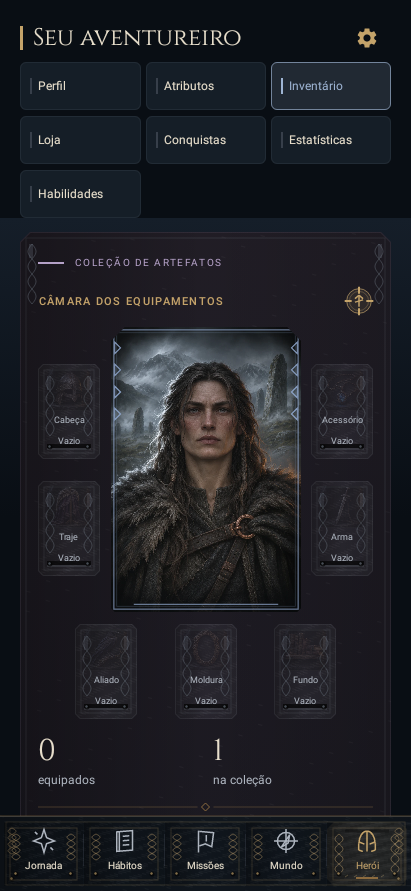 Seu aventureiro
Perfil
Atributos
Inventário
Loja
Conquistas
Estatísticas
Habilidades
COLEÇÃO DE ARTEFATOS
CÂMARA DOS EQUIPAMENTOS
Cabeça
Vazio
Acessório
Vazio
Traje
Vazio
Arma
Vazio
Aliado
Vazio
Moldura
Vazio
Fundo
Vazio
0
equipados
1
na coleção
Jornada
Hábitos
Missões
Mundo
Herói